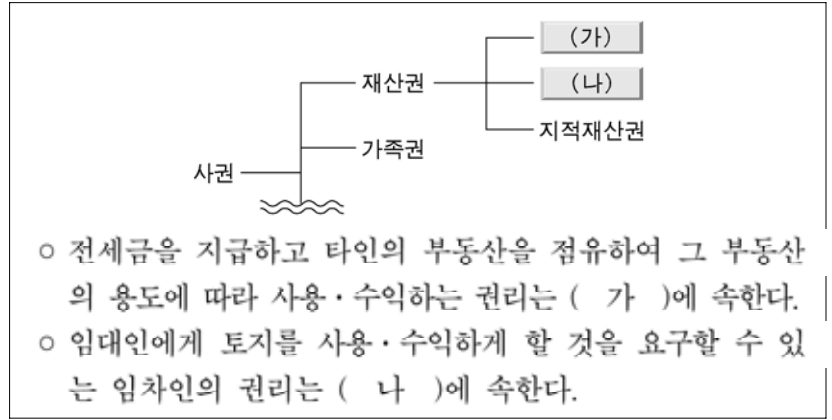 (가)
재산권
(나)
지적재산권
가족권
사권
○ 전세금을 지급하고 타인의 부동산을 점유하여 그 부동산
의 용도에 따라 사용·수익하는 권리는 ( 가 )에 속한다.
○ 임대인에게 토지를 사용·수익하게 할 것을 요구할 수 있
는 임차인의 권리는 ( 나 )에 속한다.